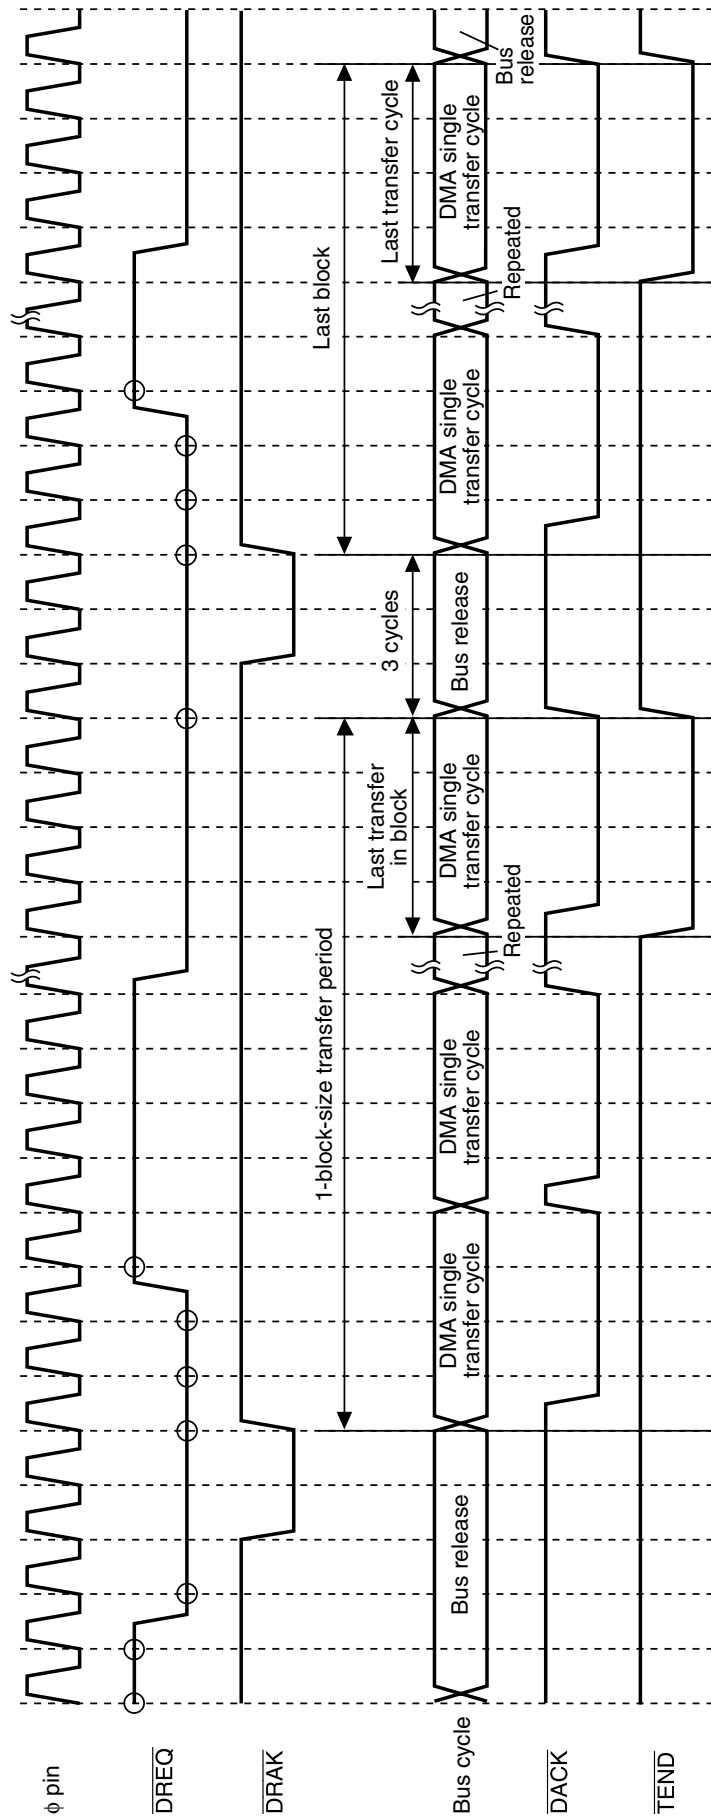 φ pin
DREQ
DRAK
Last block
1-block-size transfer period
Last transfer cycle
3 cycles
Last transfer
in block
Bus cycle
Bus release
DMA single
transfer cycle
DMA single
transfer cycle
Repeated
DMA single
transfer cycle
Bus release
DMA single
transfer cycle
Repeated
DMA single
transfer cycle
Bus
release
DACK
TEND